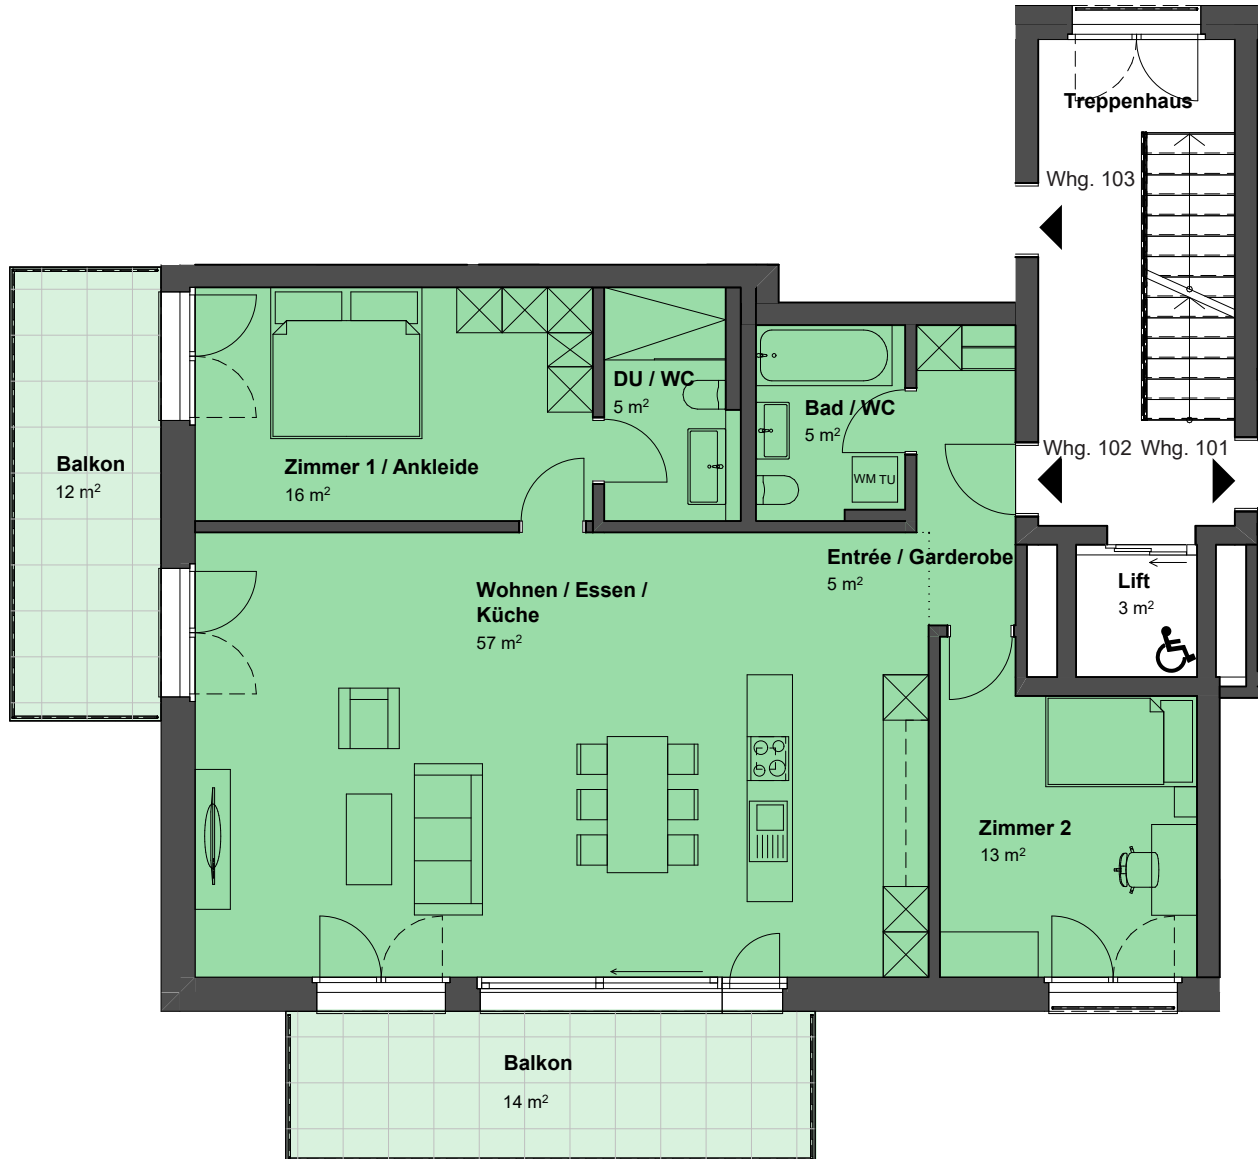 Treppenhaus
Whg. 103
DU / WC
5 m²
Bad / WC
5 m²
Balkon
12 m²
Zimmer 1 / Ankleide
16 m²
WM TU
Whg. 102 Whg. 101
Entrée / Garderobe
5 m²
Lift
3 m²
Wohnen / Essen /
Küche
57 m²
Zimmer 2
13 m²
Balkon
14 m²